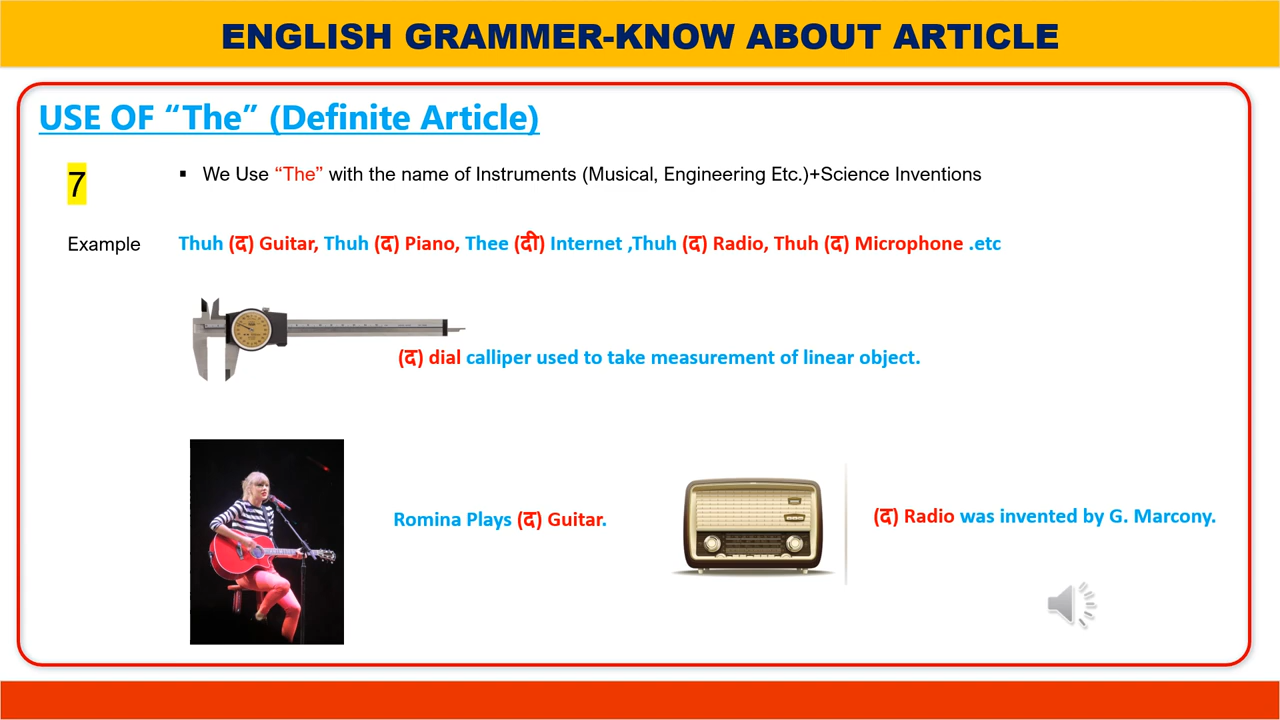 ENGLISH GRAMMER-KNOW ABOUT ARTICLE
USE OF “The” (Definite Article)
7
▪ We Use “The” with the name of Instruments (Musical, Engineering Etc.)+Science Inventions
Example
Thuh (द) Guitar, Thuh (द) Piano, Thee (दी) Internet ,Thuh (द) Radio, Thuh (द) Microphone .etc
(द) dial calliper used to take measurement of linear object.
Romina Plays (द) Guitar.
(द) Radio was invented by G. Marcony.